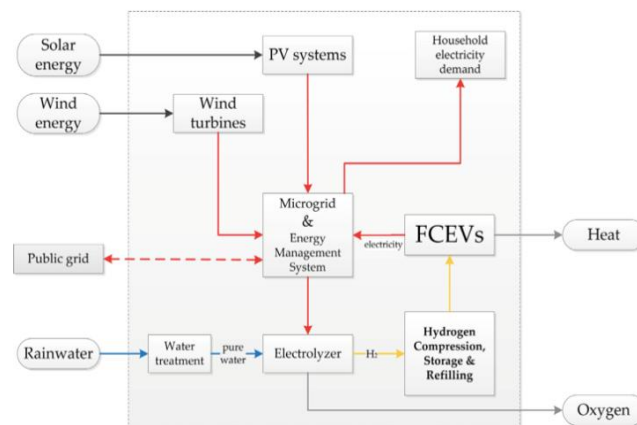 Solar
energy
PV systems
Household
electricity
demand
Wind
energy
Wind
turbines
Microgrid
&
Energy
Management
System
electricity
FCEVs
Heat
Public grid
Rainwater
Water
treatment
pure
water
Electrolyzer
H₂
Hydrogen
Compression,
Storage &
Refilling
Oxygen